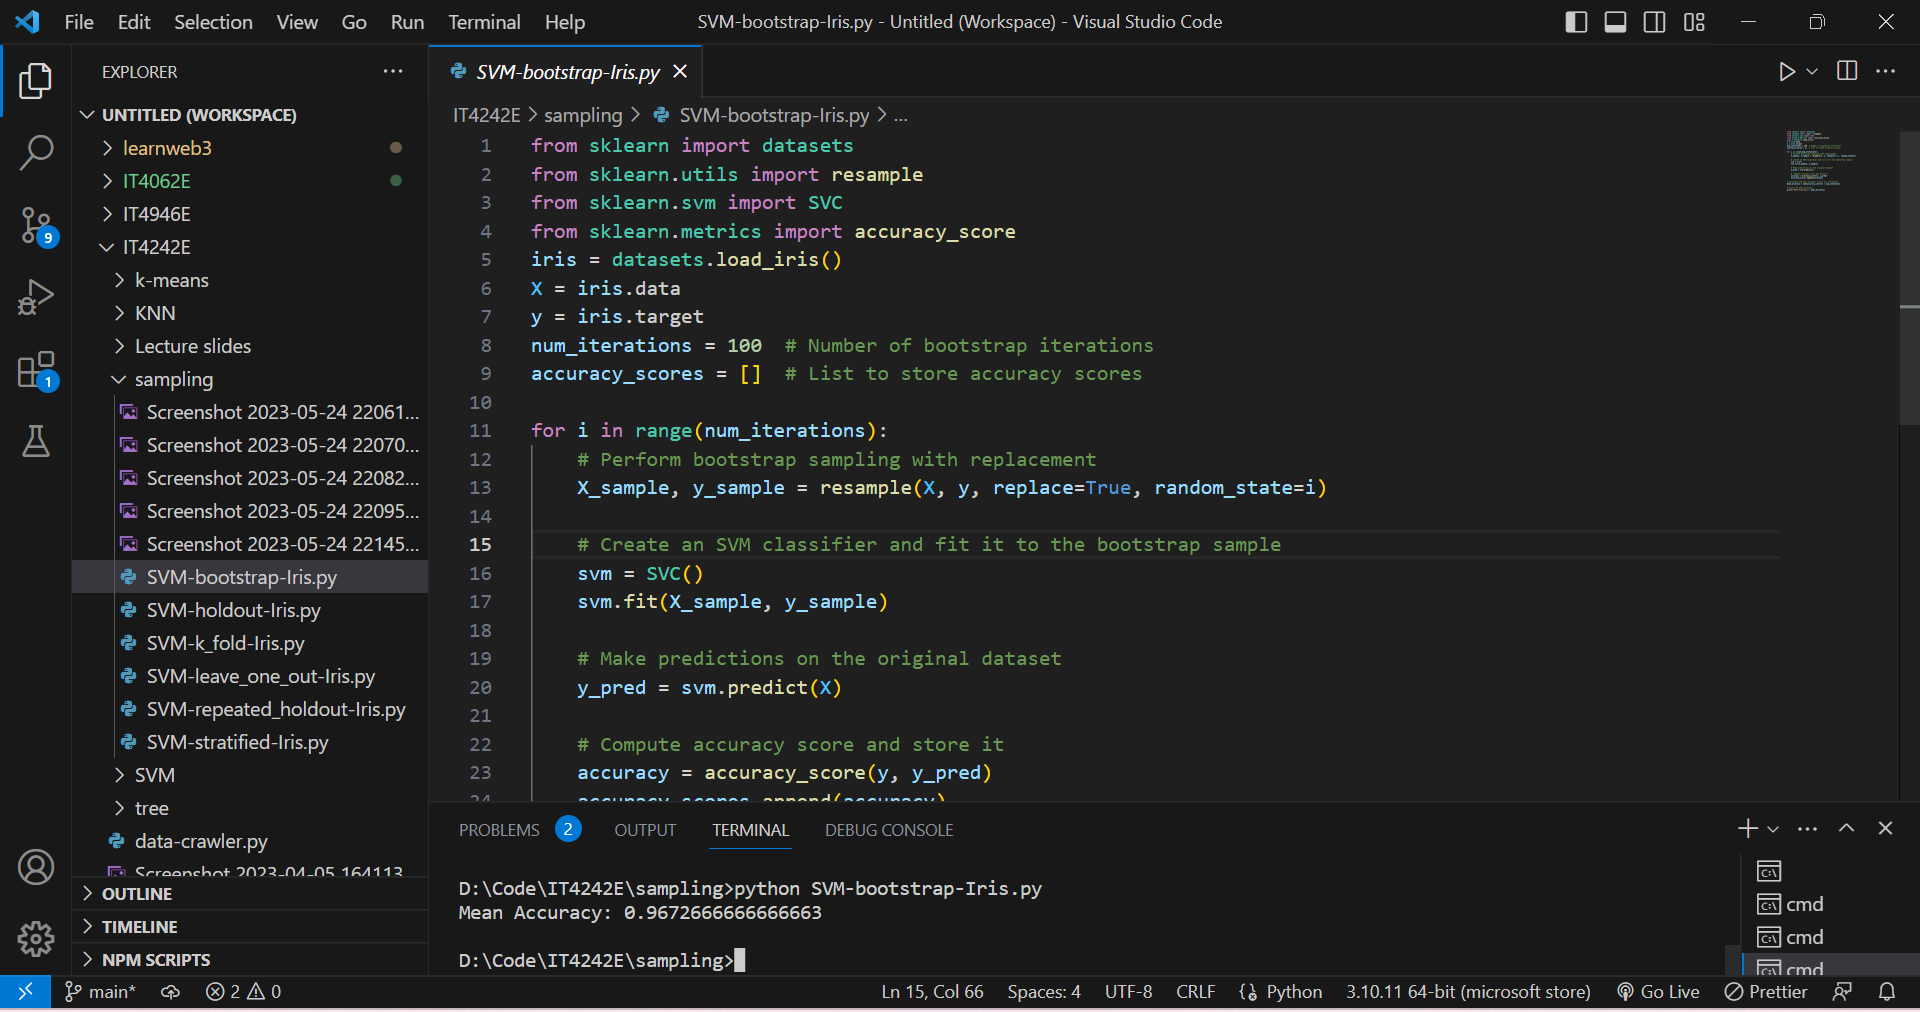 File Edit Selection View Go Run Terminal Help
SVM-bootstrap-Iris.py - Untitled (Workspace) - Visual Studio Code
EXPLORER
UNTITLED (WORKSPACE)
learnweb3
IT4062E
IT4946E
IT4242E
k-means
KNN
Lecture slides
sampling
Screenshot 2023-05-24 22061...
Screenshot 2023-05-24 22070...
Screenshot 2023-05-24 22082...
Screenshot 2023-05-24 22095...
Screenshot 2023-05-24 22145...
SVM-bootstrap-Iris.py
SVM-holdout-Iris.py
SVM-k_fold-Iris.py
SVM-leave_one_out-Iris.py
SVM-repeated_holdout-Iris.py
SVM-stratified-Iris.py
SVM
tree
data-crawler.py
Screenshot 2023-04-05 164113
OUTLINE
TIMELINE
NPM SCRIPTS
9
1
SVM-bootstrap-Iris.py
IT4242E > sampling > SVM-bootstrap-Iris.py > ...
1 from sklearn import datasets
2 from sklearn.utils import resample
3 from sklearn.svm import SVC
4 from sklearn.metrics import accuracy_score
5 iris = datasets.load_iris()
6 X = iris.data
7 y = iris.target
8 num_iterations = 100  # Number of bootstrap iterations
9 accuracy_scores = []  # List to store accuracy scores
10
11 for i in range(num_iterations):
12     # Perform bootstrap sampling with replacement
13     X_sample, y_sample = resample(X, y, replace=True, random_state=i)
14
15     # Create an SVM classifier and fit it to the bootstrap sample
16     svm = SVC()
17     svm.fit(X_sample, y_sample)
18
19     # Make predictions on the original dataset
20     y_pred = svm.predict(X)
21
22     # Compute accuracy score and store it
23     accuracy = accuracy_score(y, y_pred)
24     accuracy_scores.append(accuracy)
PROBLEMS 2 OUTPUT TERMINAL DEBUG CONSOLE
D:\Code\IT4242E\sampling>python SVM-bootstrap-Iris.py
Mean Accuracy: 0.9672666666666663
D:\Code\IT4242E\sampling>
cmd
cmd
cmd
main* 2 0 Ln 15, Col 66 Spaces: 4 UTF-8 CRLF Python 3.10.11 64-bit (microsoft store) Go Live Prettier